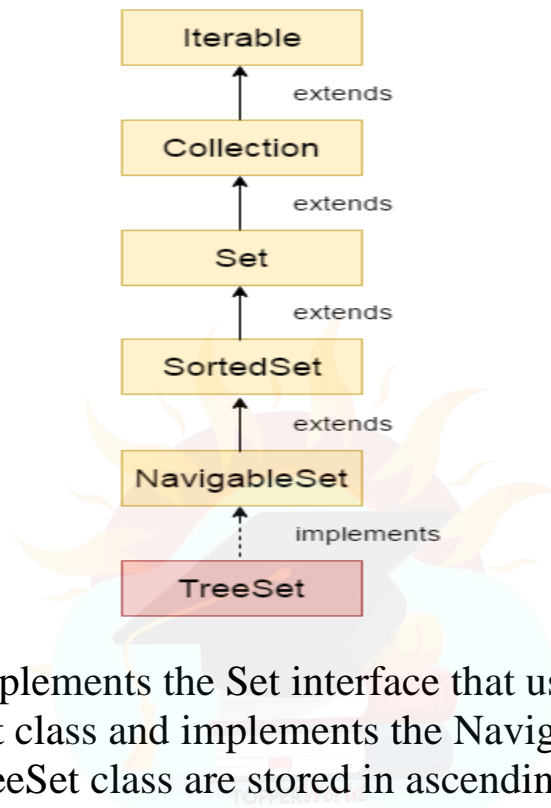 Iterable
extends
Collection
extends
Set
extends
SortedSet
extends
NavigableSet
implements
TreeSet
plements the Set interface that us
t class and implements the Navig
eeSet class are stored in ascendin
TOPPERWorld